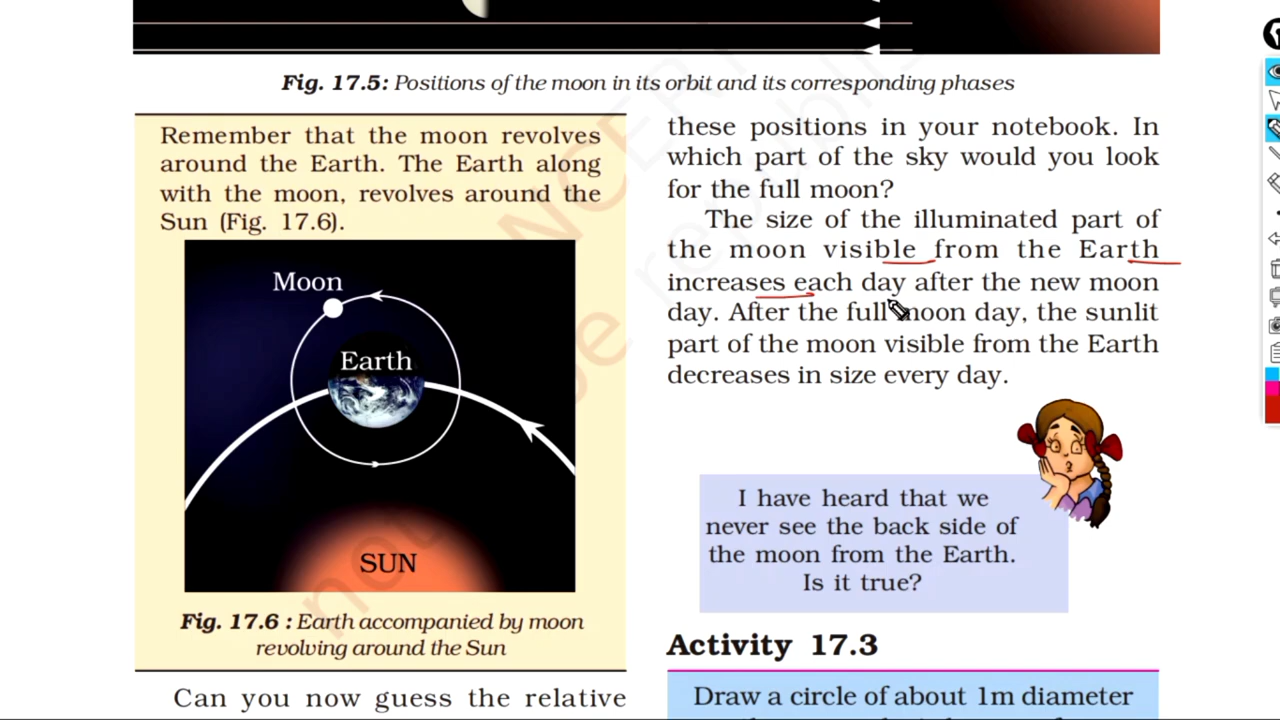 Fig. 17.5: Positions of the moon in its orbit and its corresponding phases
Remember that the moon revolves
around the Earth. The Earth along
with the moon, revolves around the
Sun (Fig. 17.6).
Moon
Earth
SUN
Fig. 17.6 : Earth accompanied by moon
revolving around the Sun
Can you now guess the relative
these positions in your notebook. In
which part of the sky would you look
for the full moon?
The size of the illuminated part of
the moon visible from the Earth
increases each day after the new moon
day. After the full moon day, the sunlit
part of the moon visible from the Earth
decreases in size every day.
I have heard that we
never see the back side of
the moon from the Earth.
Is it true?
Activity 17.3
Draw a circle of about 1m diameter